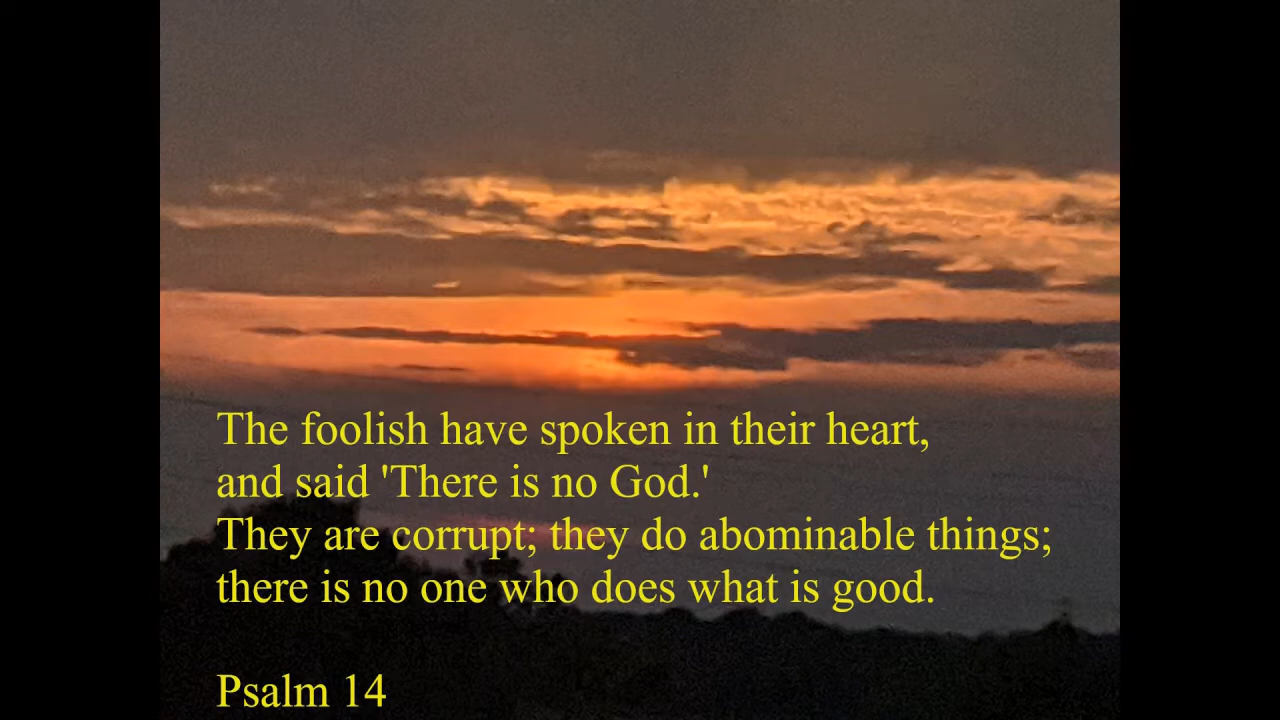 The foolish have spoken in their heart,
and said 'There is no God.'
They are corrupt; they do abominable things;
there is no one who does what is good.
Psalm 14